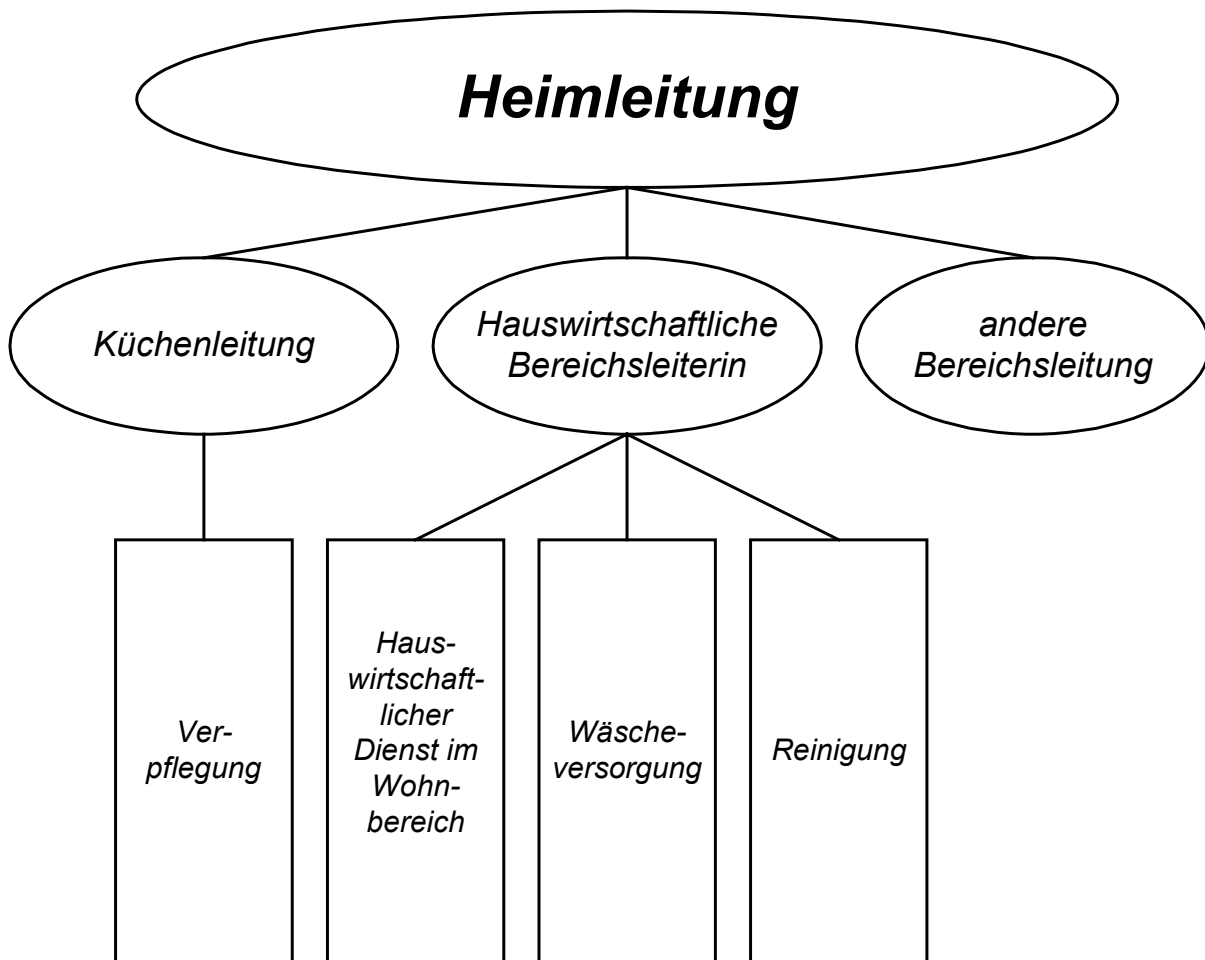 Heimleitung
Küchenleitung
Hauswirtschaftliche
Bereichsleiterin
andere
Bereichsleitung
Ver-
pflegung
Haus-
wirtschaft-
licher
Dienst im
Wohn-
bereich
Wäsche-
versorgung
Reinigung